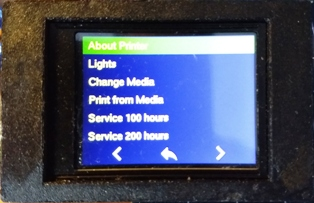 About Printer
Lights
Change Media
Print from Media
Service 100 hours
Service 200 hours